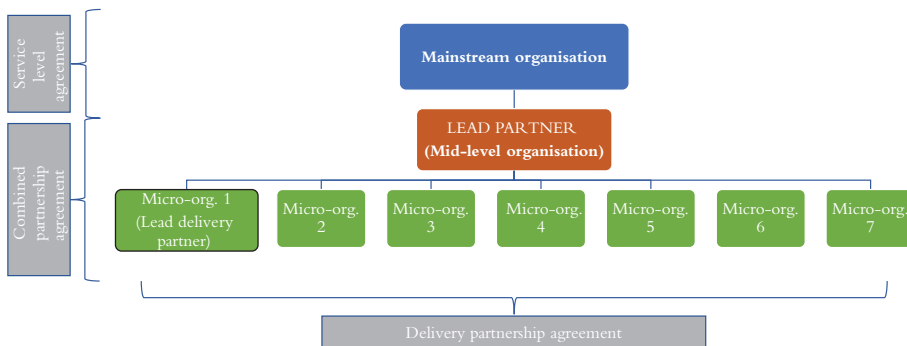 Service
level
agreement
Mainstream organisation
LEAD PARTNER
(Mid-level organisation)
Combined
partnership
agreement
Micro-org. 1
(Lead delivery
partner)
Micro-org.
2
Micro-org.
3
Micro-org.
4
Micro-org.
5
Micro-org.
6
Micro-org.
7
Delivery partnership agreement